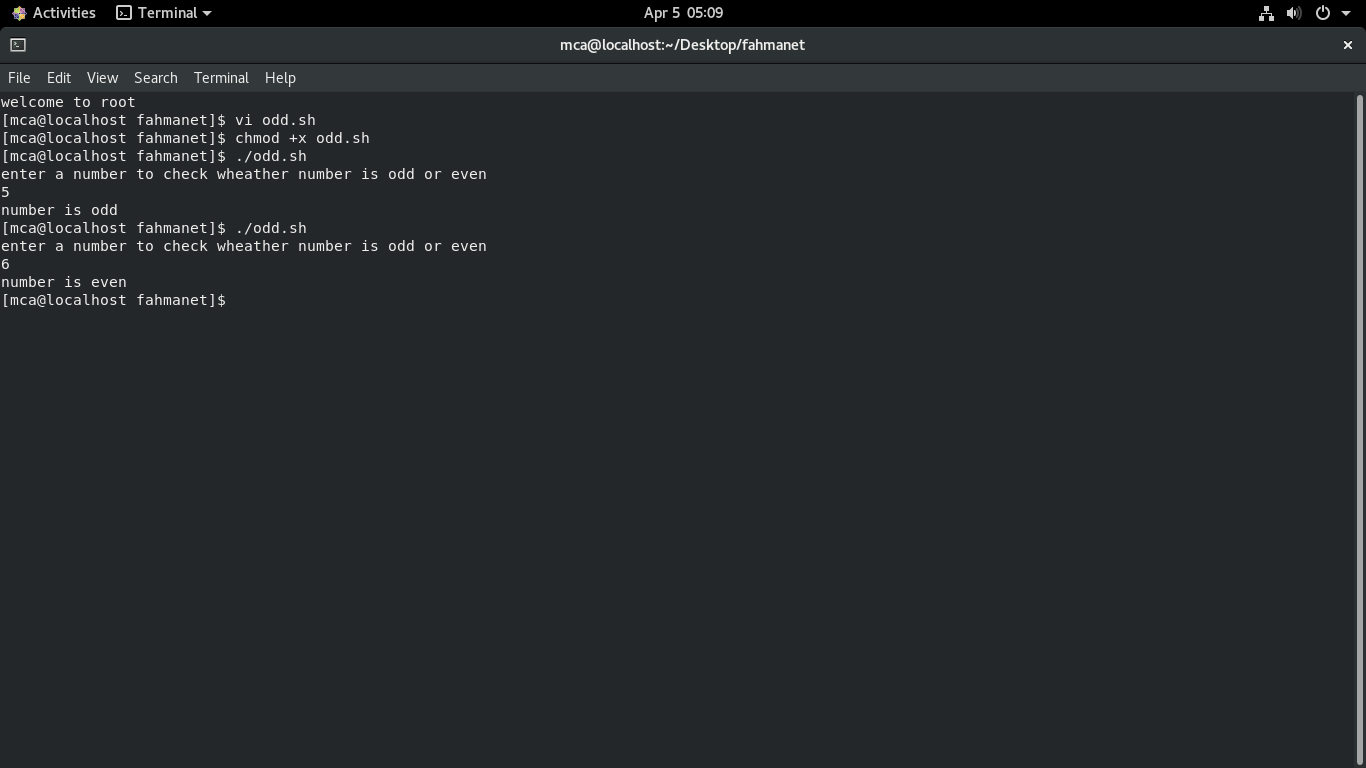 Activities Terminal Apr 5 05:09
mca@localhost:~/Desktop/fahmanet
File Edit View Search Terminal Help
welcome to root
[mca@localhost fahmanet]$ vi odd.sh
[mca@localhost fahmanet]$ chmod +x odd.sh
[mca@localhost fahmanet]$ ./odd.sh
enter a number to check wheather number is odd or even
5
number is odd
[mca@localhost fahmanet]$ ./odd.sh
enter a number to check wheather number is odd or even
6
number is even
[mca@localhost fahmanet]$